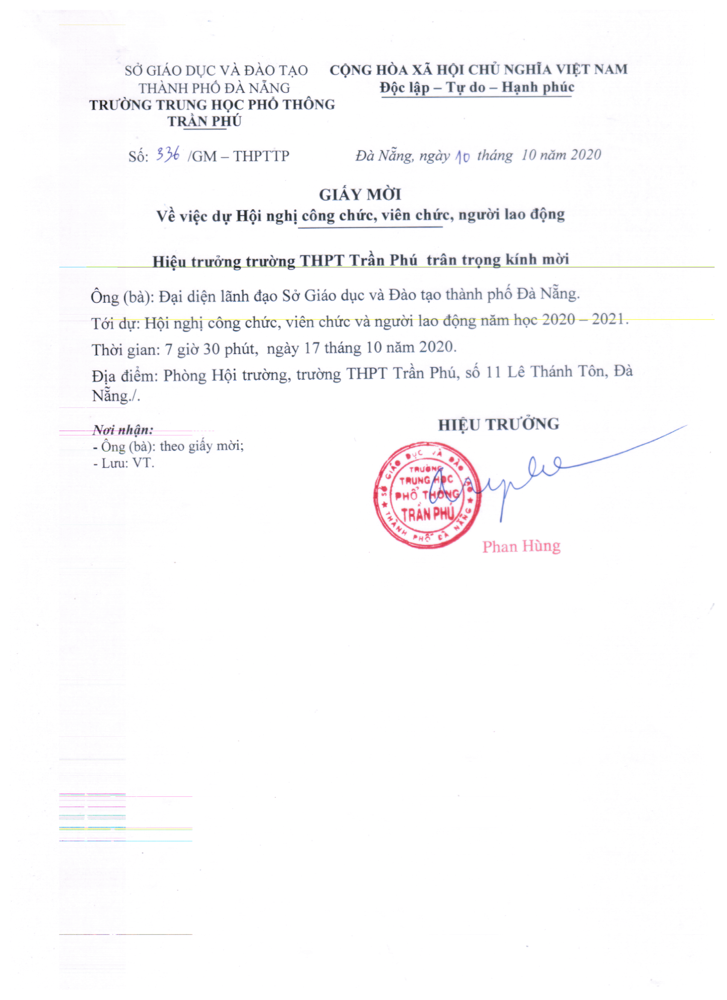 SỞ GIÁO DỤC VÀ ĐÀO TẠO
THÀNH PHỐ ĐÀ NẴNG
TRƯỜNG TRUNG HỌC PHỔ THÔNG
TRẦN PHÚ
CỘNG HÒA XÃ HỘI CHỦ NGHĨA VIỆT NAM
Độc lập – Tự do – Hạnh phúc
Số: 336 /GM – THPTTP
Đà Nẵng, ngày 10 tháng 10 năm 2020
GIẤY MỜI
Về việc dự Hội nghị công chức, viên chức, người lao động
Hiệu trưởng trường THPT Trần Phú trân trọng kính mời
Ông (bà): Đại diện lãnh đạo Sở Giáo dục và Đào tạo thành phố Đà Nẵng.
Tới dự: Hội nghị công chức, viên chức và người lao động năm học 2020 – 2021.
Thời gian: 7 giờ 30 phút, ngày 17 tháng 10 năm 2020.
Địa điểm: Phòng Hội trường, trường THPT Trần Phú, số 11 Lê Thánh Tôn, Đà
Nẵng./.
Nơi nhận:
- Ông (bà): theo giấy mời;
- Lưu: VT.
HIỆU TRƯỞNG
SỞ GIÁO DỤC VÀ ĐÀO TẠO
TRƯỜNG
TRUNG HỌC
PHỔ THÔNG
TRẦN PHÚ
★ THÀNH PHỐ ĐÀ NẴNG ★
Phan Hùng